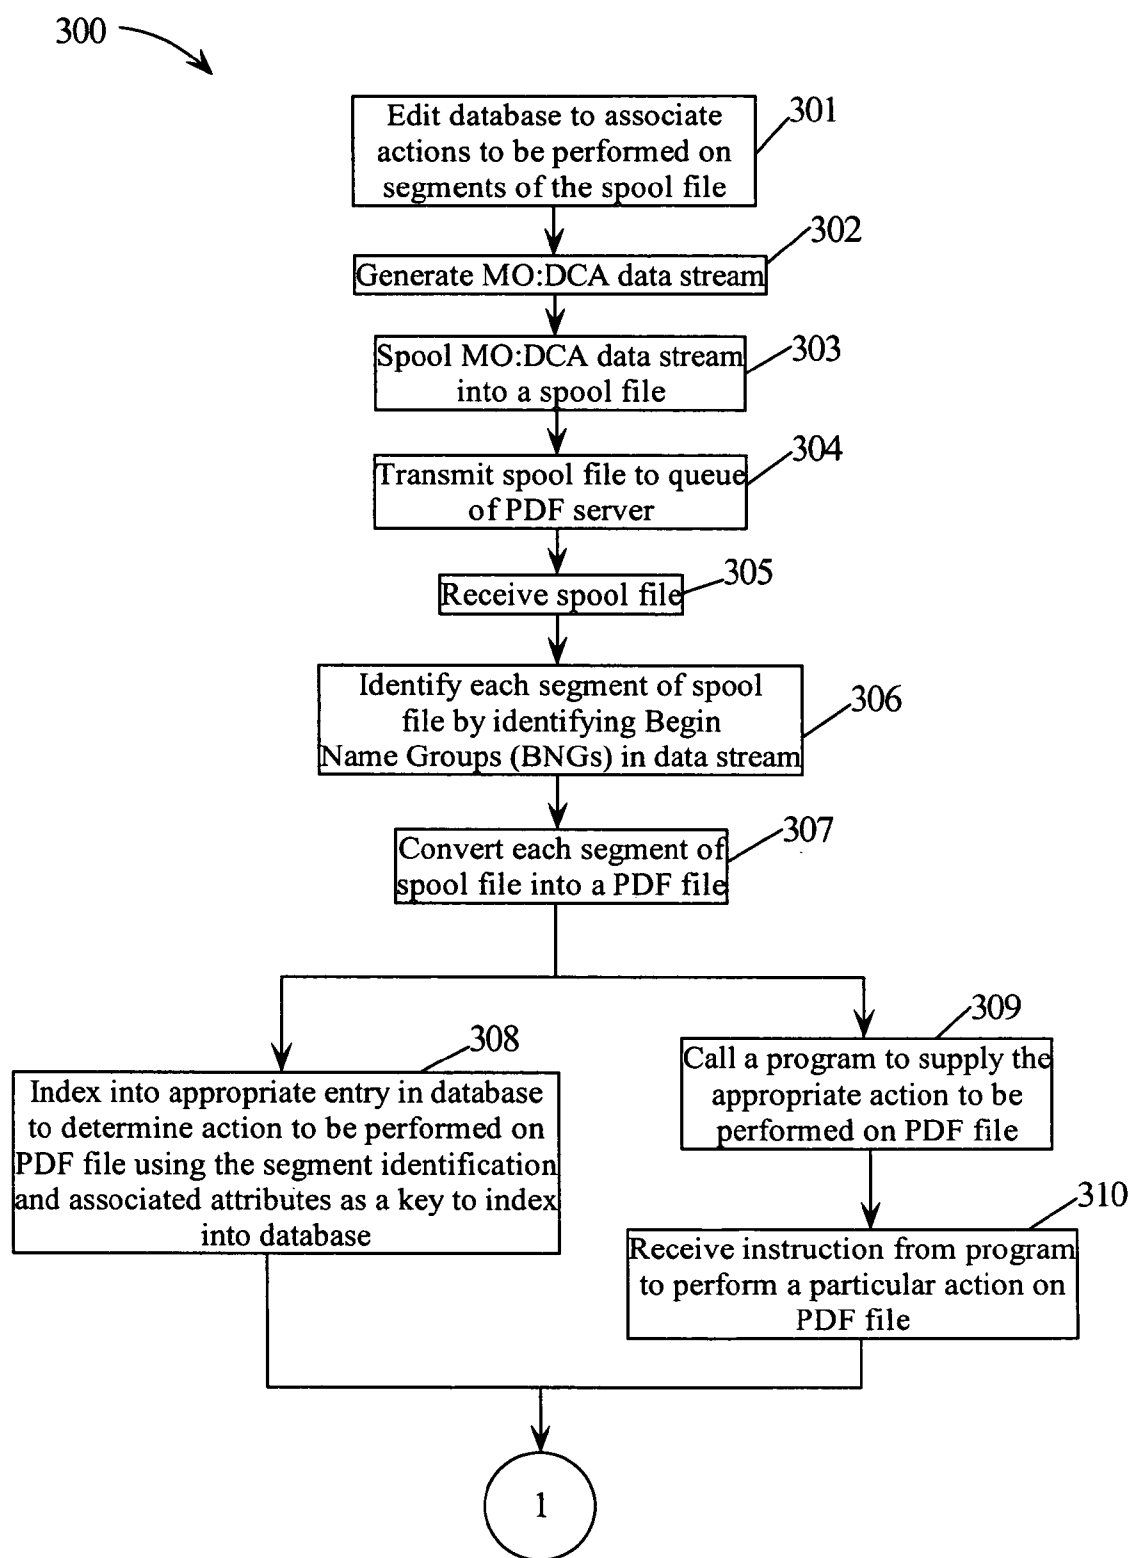 300
Edit database to associate
actions to be performed on
segments of the spool file
301
302
Generate MO:DCA data stream
Spool MO:DCA data stream
into a spool file
303
Transmit spool file to queue
of PDF server
304
Receive spool file
305
Identify each segment of spool
file by identifying Begin
Name Groups (BNGs) in data stream
306
Convert each segment of
spool file into a PDF file
307
308
Index into appropriate entry in database
to determine action to be performed on
PDF file using the segment identification
and associated attributes as a key to index
into database
309
Call a program to supply the
appropriate action to be
performed on PDF file
310
Receive instruction from program
to perform a particular action on
PDF file
1